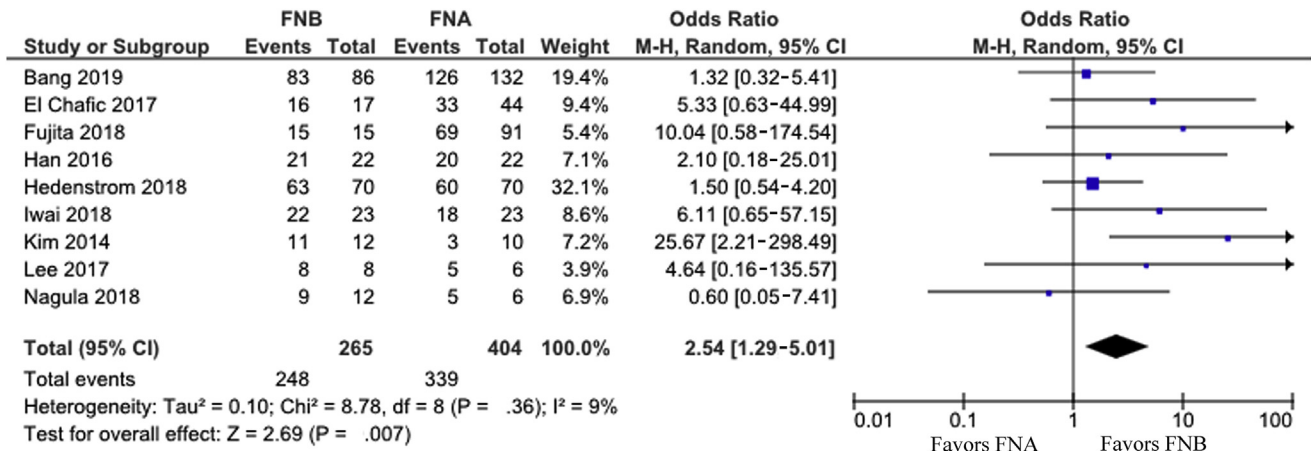 FNB FNA Odds Ratio Odds Ratio
Study or Subgroup Events Total Events Total Weight M-H, Random, 95% CI M-H, Random, 95% CI
Bang 2019 83 86 126 132 19.4% 1.32 [0.32-5.41]
El Chafic 2017 16 17 33 44 9.4% 5.33 [0.63-44.99]
Fujita 2018 15 15 69 91 5.4% 10.04 [0.58-174.54]
Han 2016 21 22 20 22 7.1% 2.10 [0.18-25.01]
Hedenstrom 2018 63 70 60 70 32.1% 1.50 [0.54-4.20]
Iwai 2018 22 23 18 23 8.6% 6.11 [0.65-57.15]
Kim 2014 11 12 3 10 7.2% 25.67 [2.21-298.49]
Lee 2017 8 8 5 6 3.9% 4.64 [0.16-135.57]
Nagula 2018 9 12 5 6 6.9% 0.60 [0.05-7.41]
Total (95% CI) 265 404 100.0% 2.54 [1.29-5.01]
Total events 248 339
Heterogeneity: Tau² = 0.10; Chi² = 8.78, df = 8 (P = .36); I² = 9%
Test for overall effect: Z = 2.69 (P = .007)
0.01 0.1 1 10 100
Favors FNA Favors FNB